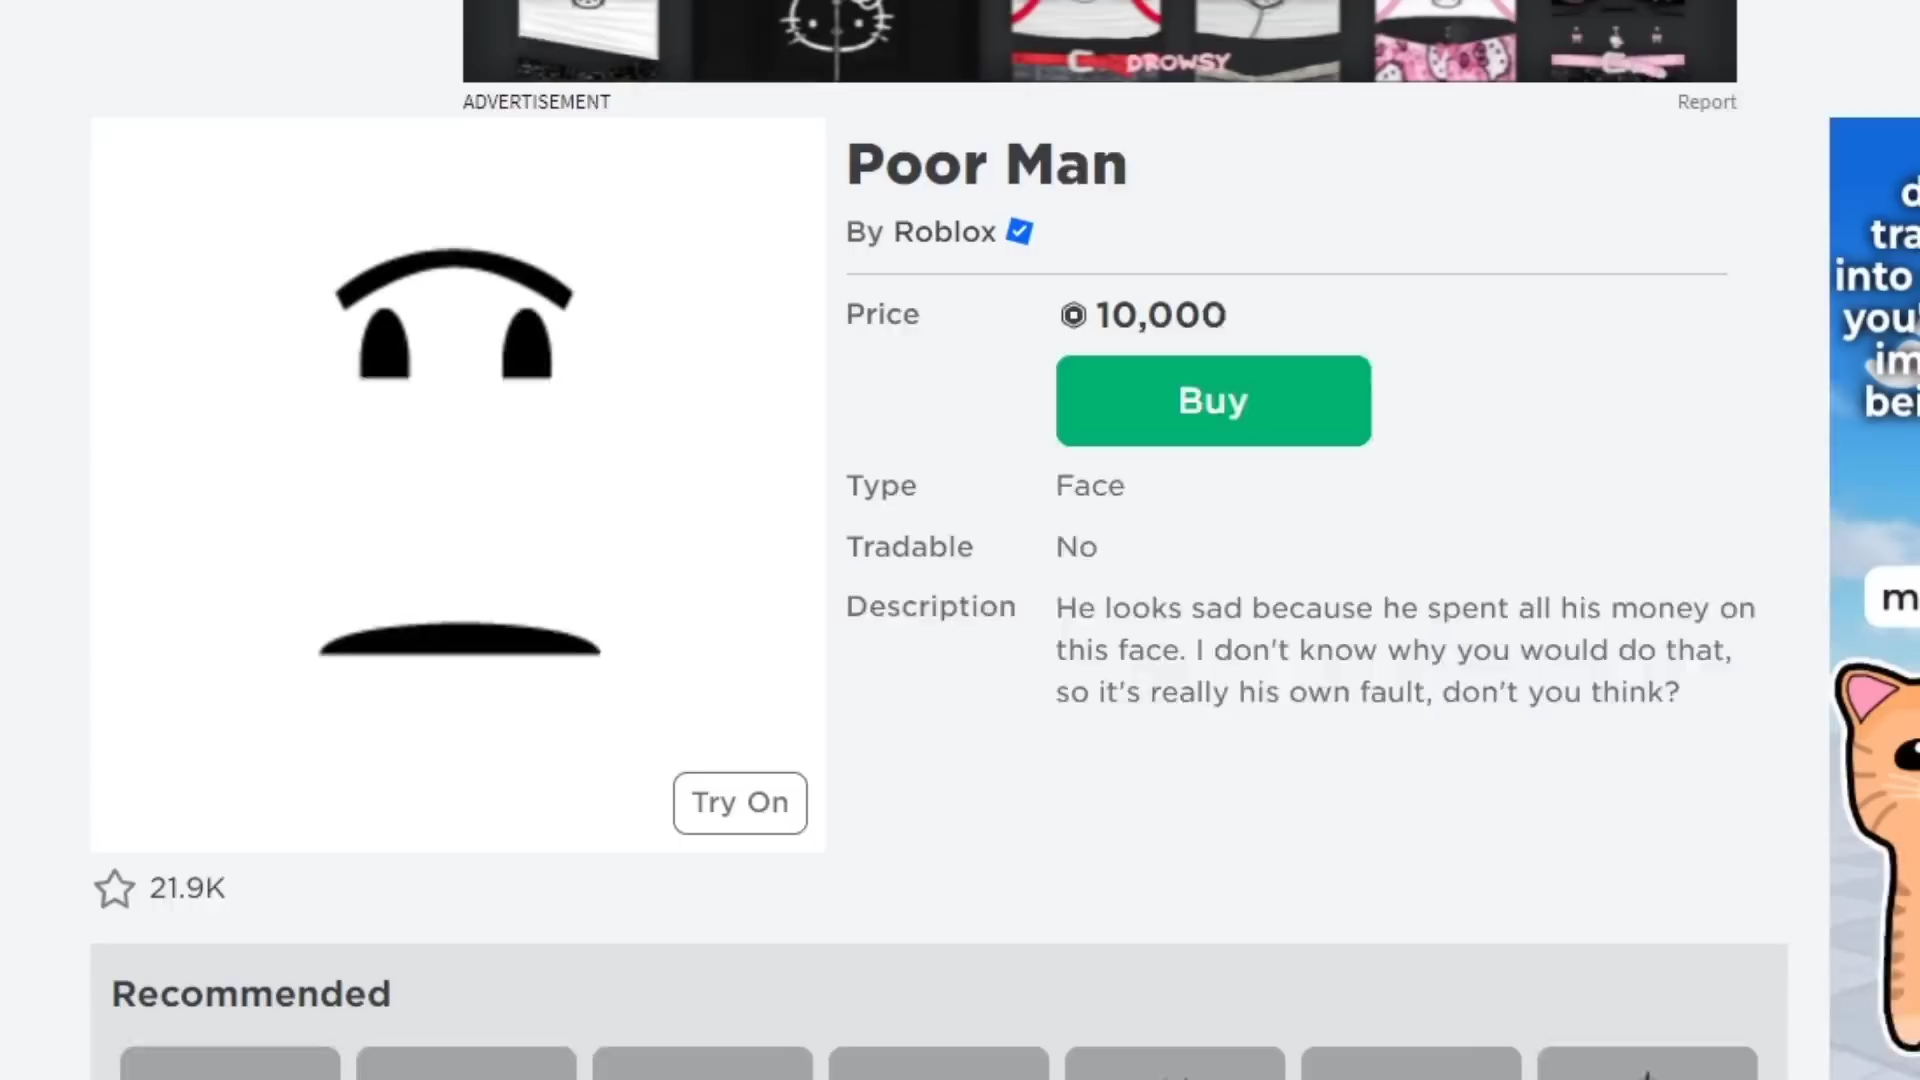 DROWSY
ADVERTISEMENT
Report
Poor Man
By Roblox
Price
10,000
Buy
Type
Face
Tradable
No
Description
He looks sad because he spent all his money on
this face. I don't know why you would do that,
so it's really his own fault, don't you think?
Try On
21.9K
Recommended
into